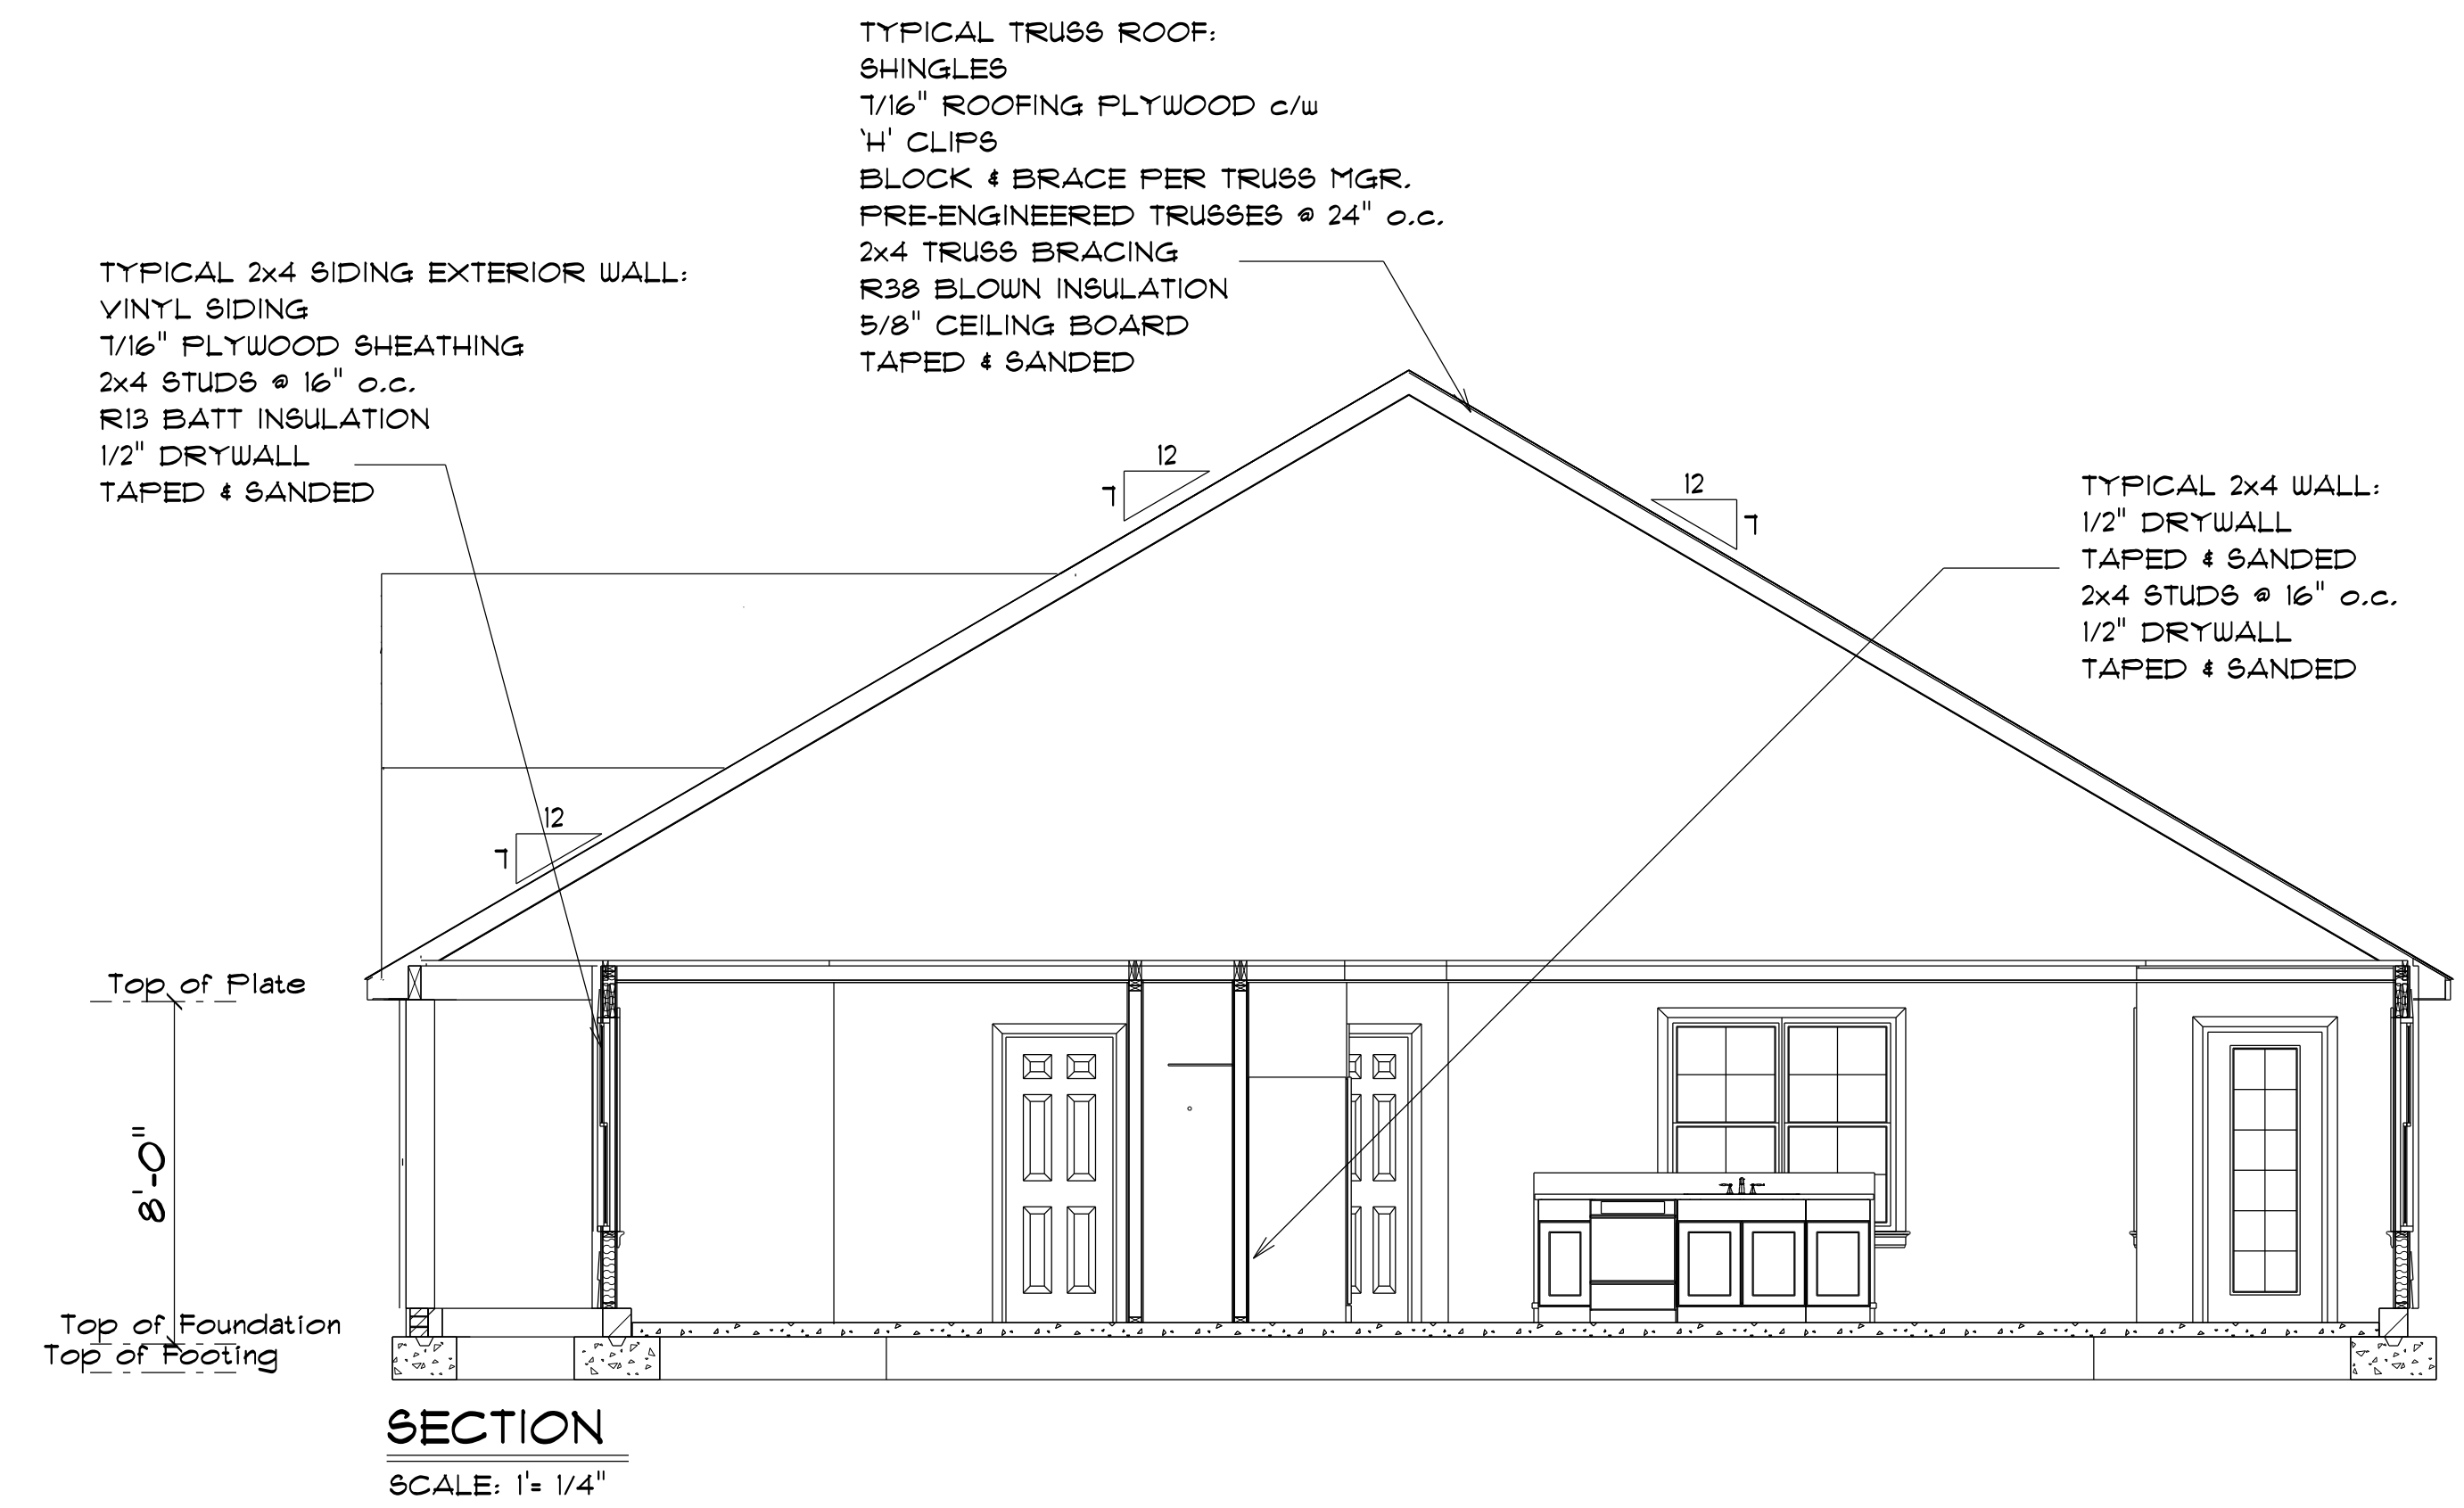 TYPICAL TRUSS ROOF:
SHINGLES
7/16" ROOFING PLYWOOD c/w
'H' CLIPS
BLOCK & BRACE PER TRUSS MGR.
PRE-ENGINEERED TRUSSES @ 24" o.c.
2x4 TRUSS BRACING
R38 BLOWN INSULATION
5/8" CEILING BOARD
TAPED & SANDED
TYPICAL 2x4 SIDING EXTERIOR WALL:
VINYL SIDING
7/16" PLYWOOD SHEATHING
2x4 STUDS @ 16" o.c.
R13 BATT INSULATION
1/2" DRYWALL
TAPED & SANDED
12
7
12
7
TYPICAL 2x4 WALL:
1/2" DRYWALL
TAPED & SANDED
2x4 STUDS @ 16" o.c.
1/2" DRYWALL
TAPED & SANDED
12
7
Top of Plate
8'-0"
Top of Foundation
Top of Footing
SECTION
SCALE: 1'= 1/4"